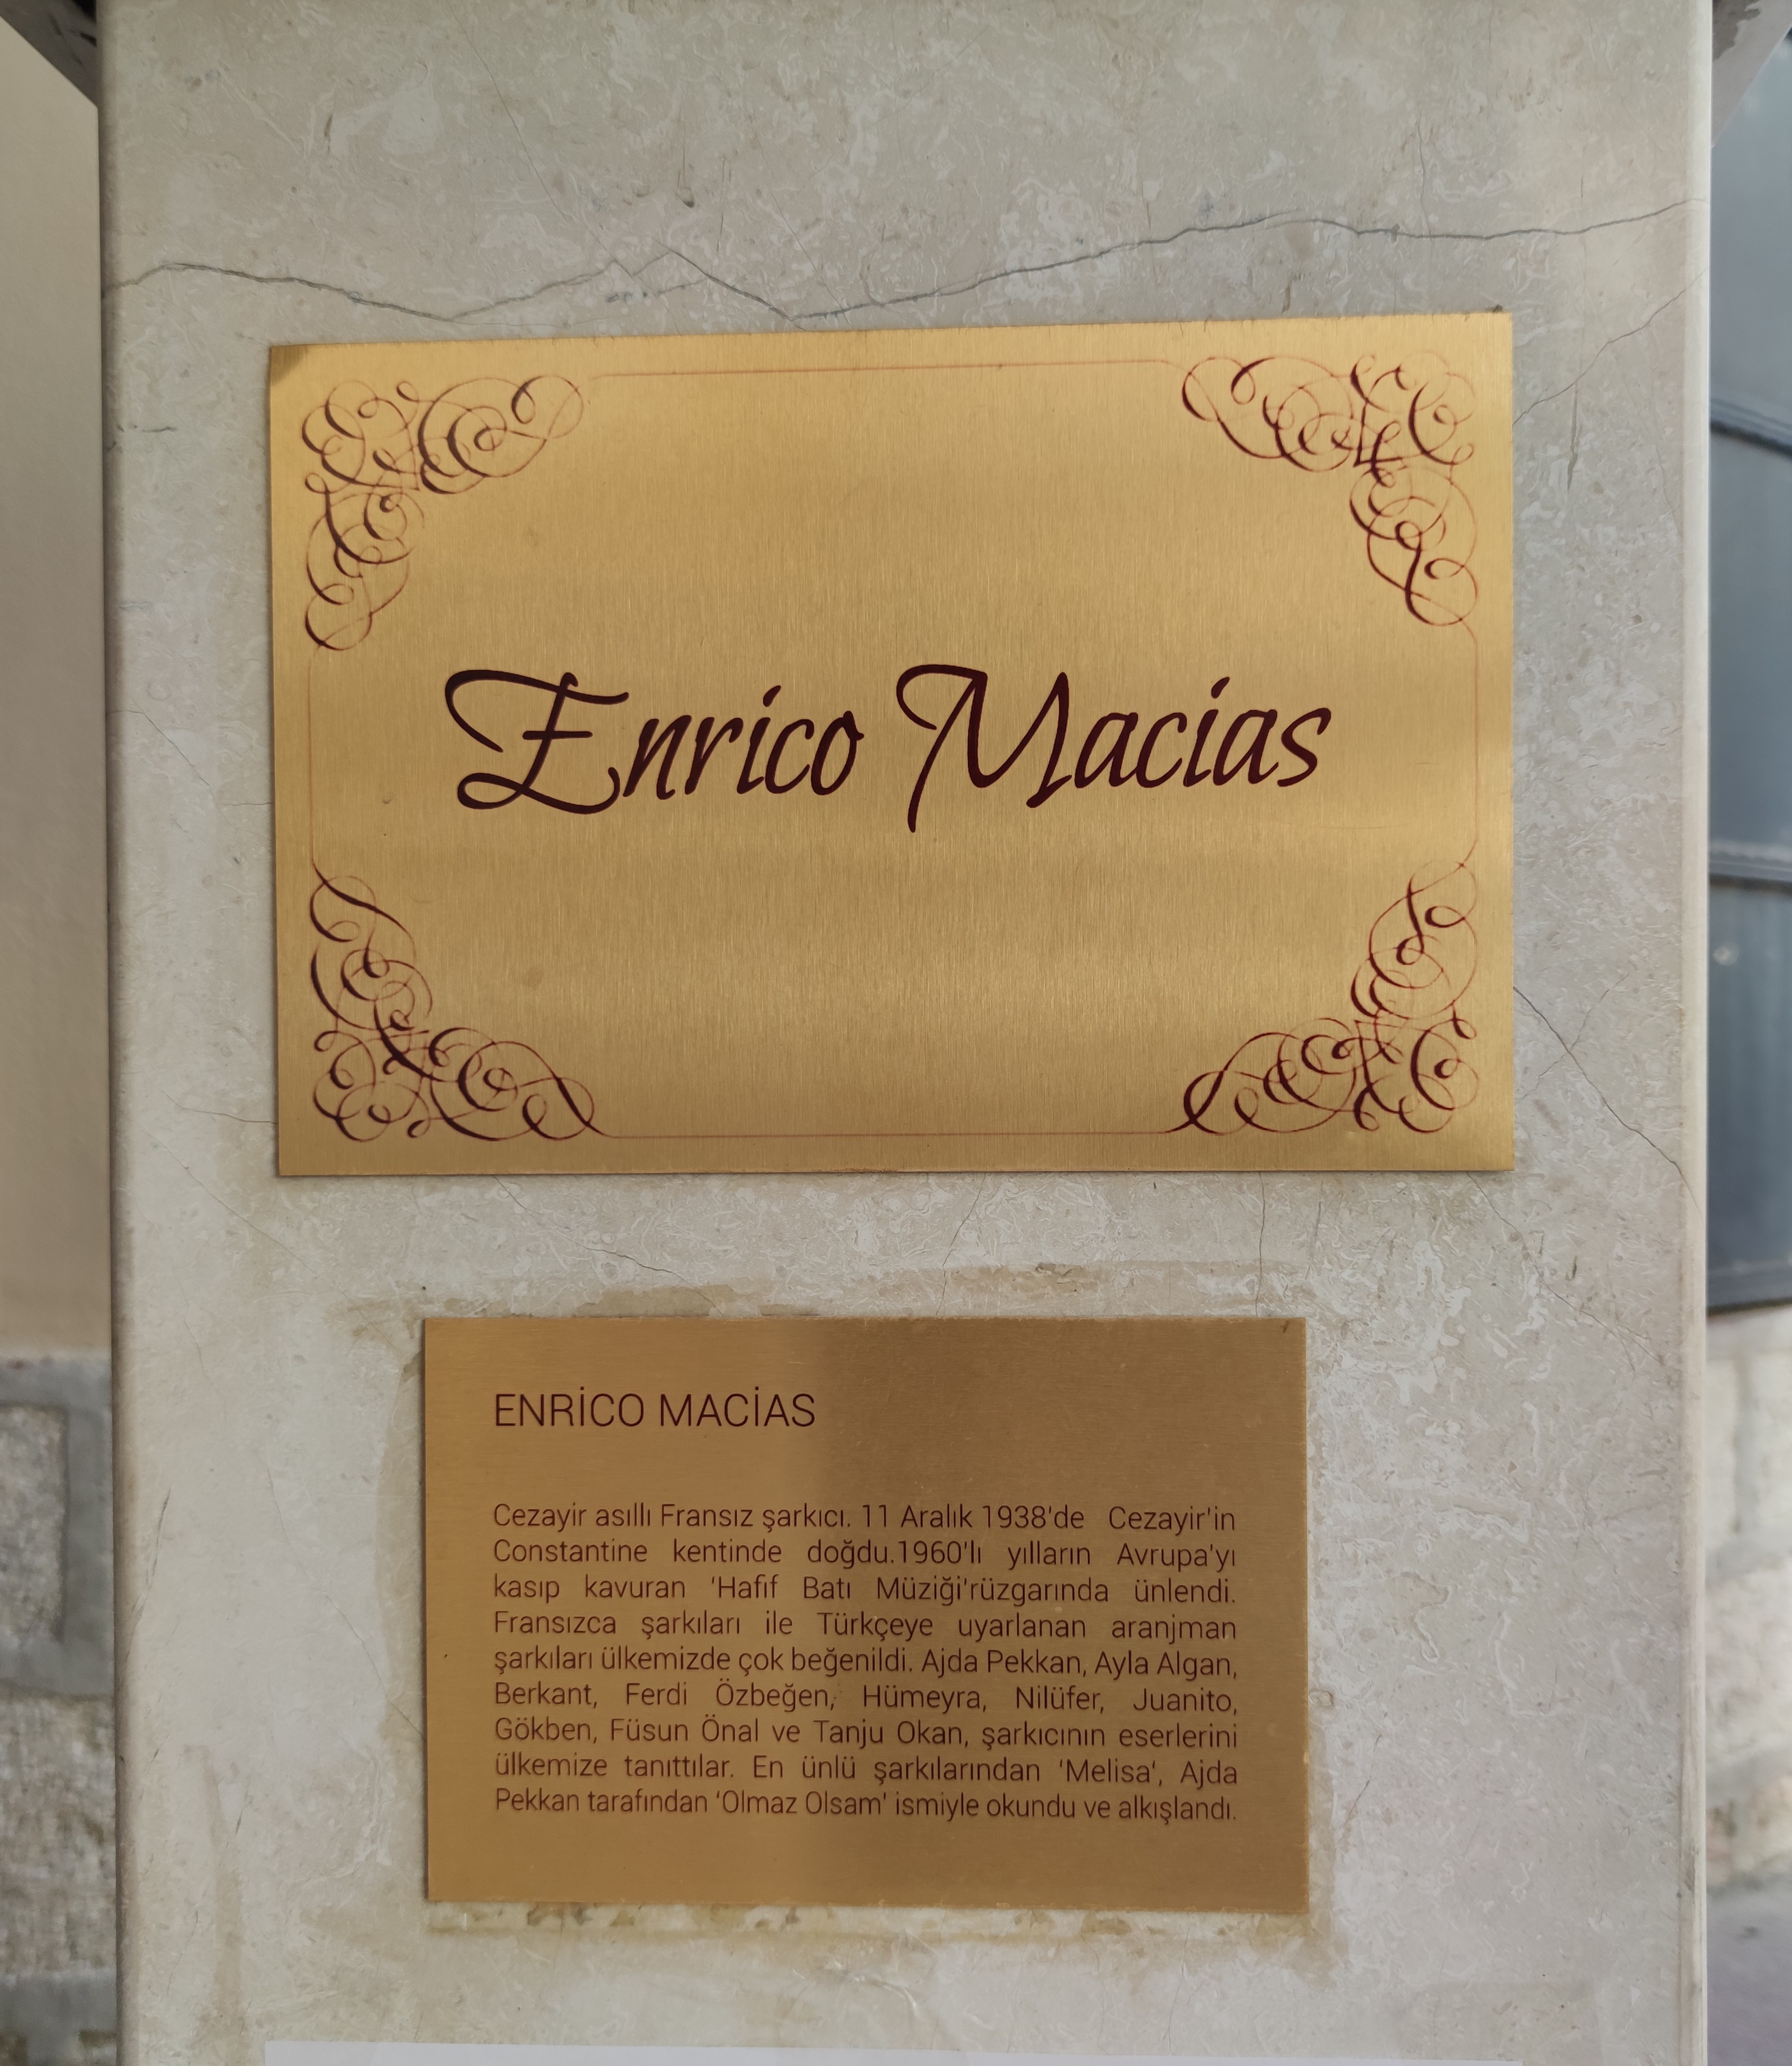 Enrico Macias
ENRİCO MACİAS
Cezayir asıllı Fransız şarkıcı. 11 Aralık 1938'de Cezayir'in
Constantine kentinde doğdu.1960'lı yılların Avrupa'yı
kasıp kavuran 'Hafif Batı Müziği'rüzgarında ünlendi.
Fransızca şarkıları ile Türkçeye uyarlanan aranjman
şarkıları ülkemizde çok beğenildi. Ajda Pekkan, Ayla Algan,
Berkant, Ferdi Özbeğen, Hümeyra, Nilüfer, Juanito,
Gökben, Füsun Önal ve Tanju Okan, şarkıcının eserlerini
ülkemize tanıttılar. En ünlü şarkılarından 'Melisa', Ajda
Pekkan tarafından 'Olmaz Olsam' ismiyle okundu ve alkışlandı.